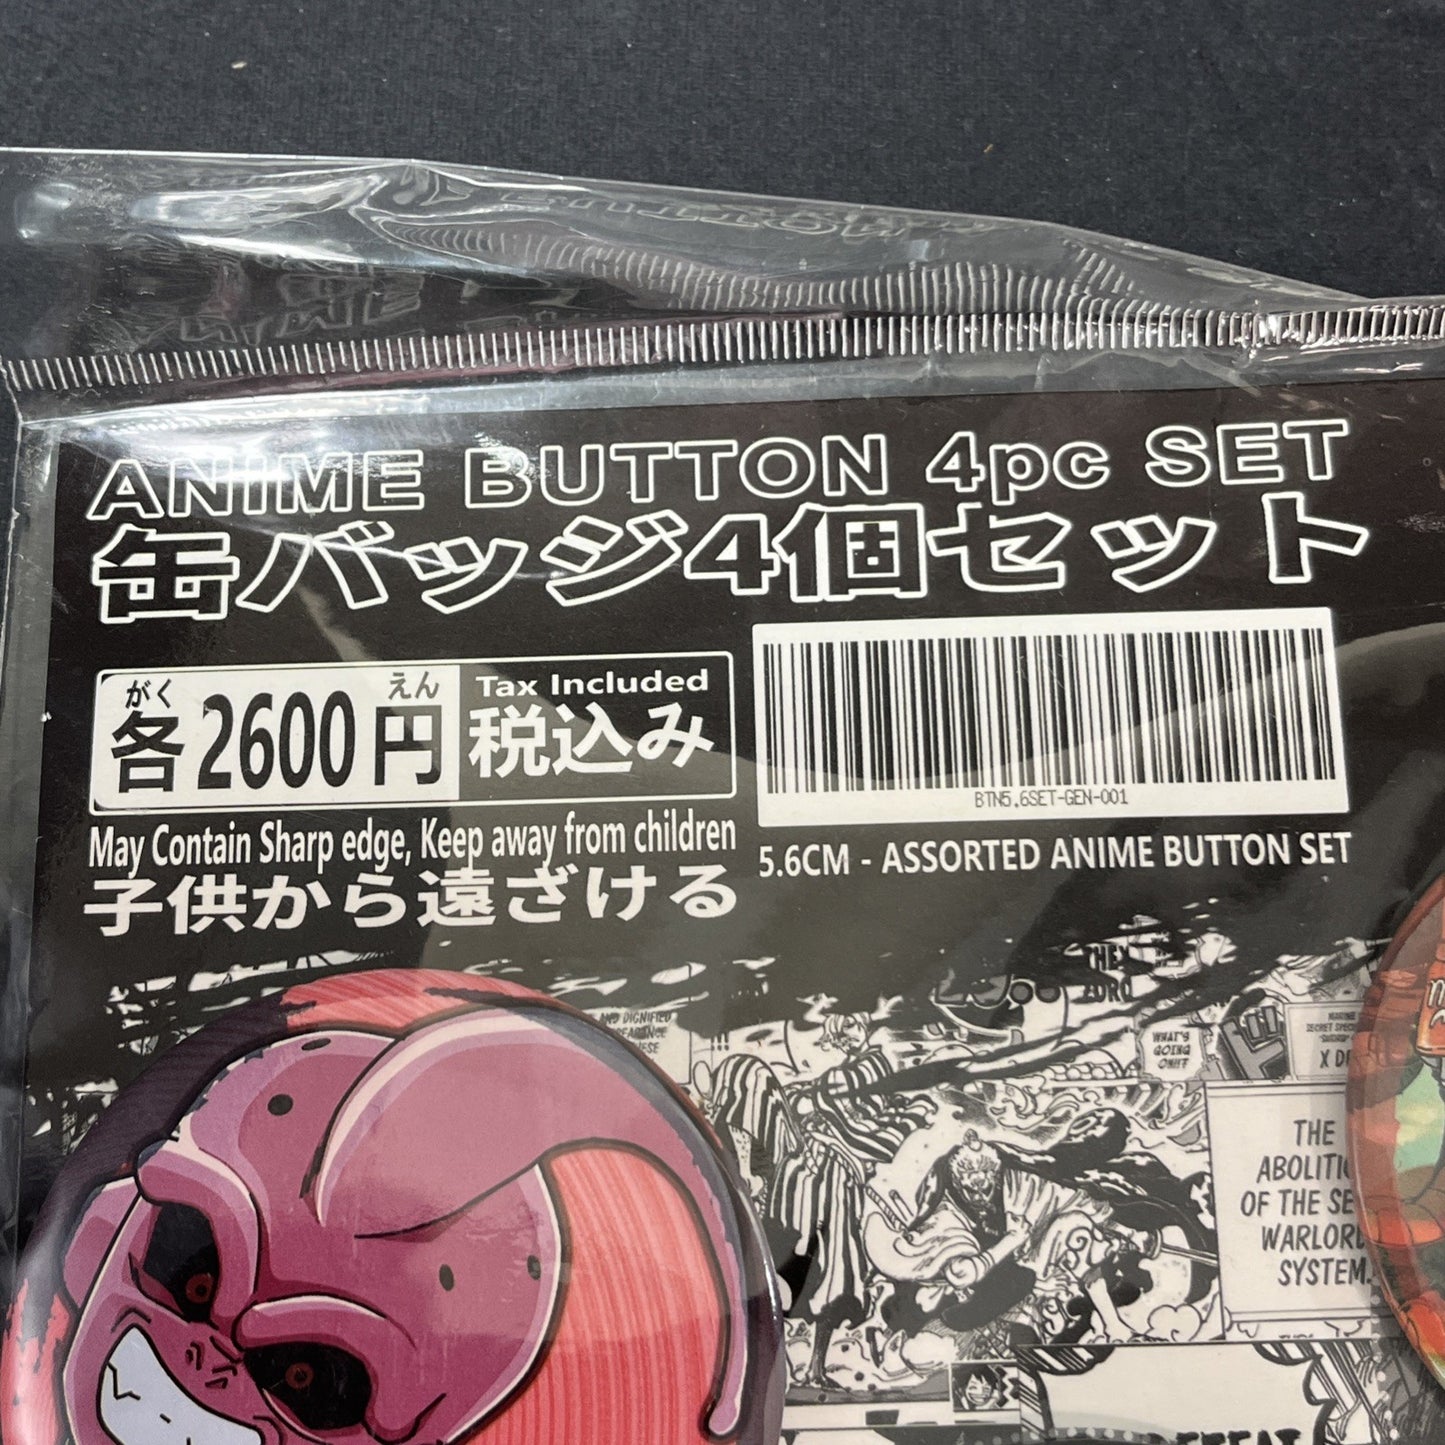 ANIME BUTTON 4pc SET
缶バッジ4個セット
がく えん
各2600円
Tax Included
税込み
BTN5.6SET-GEN-001
May Contain Sharp edge, Keep away from children
子供から遠ざける
5.6CM - ASSORTED ANIME BUTTON SET
AND DIGNIFIED
WHAT'S
GOING
ON!?
THE
OF THE
SYSTEM.